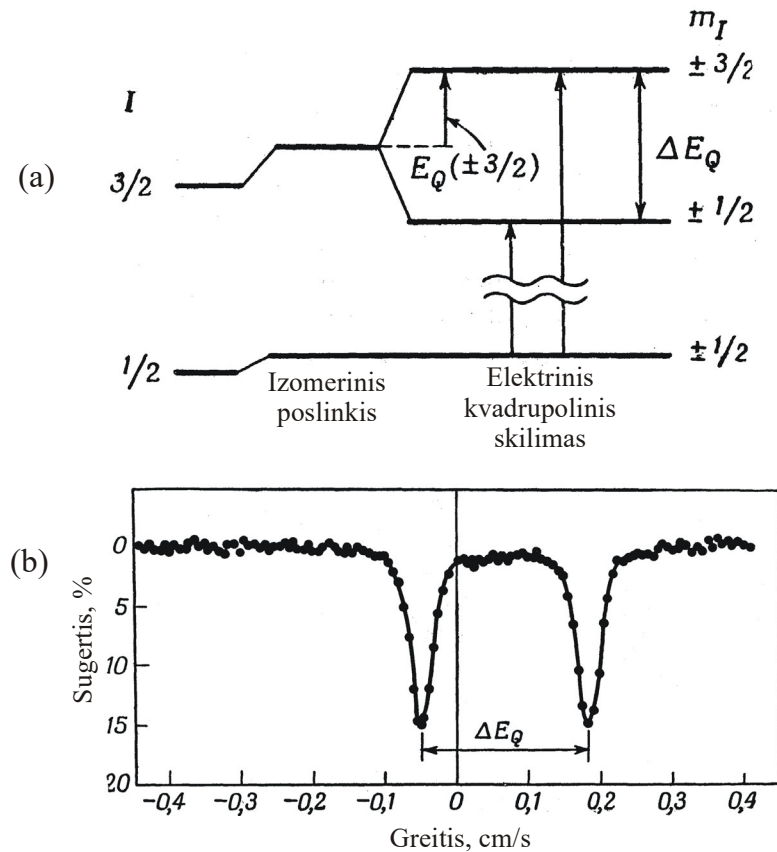 (a)
I
m_I
3/2
± 3/2
E_Q (±3/2)
ΔE_Q
± 1/2
1/2
± 1/2
Izomerinis
poslinkis
Elektrinis
kvadrupolinis
skilimas
(b)
Sugertis, %
0
5
10
15
20
ΔE_Q
−0,4 −0,3 −0,2 −0,1 0 0,1 0,2 0,3 0,4
Greitis, cm/s